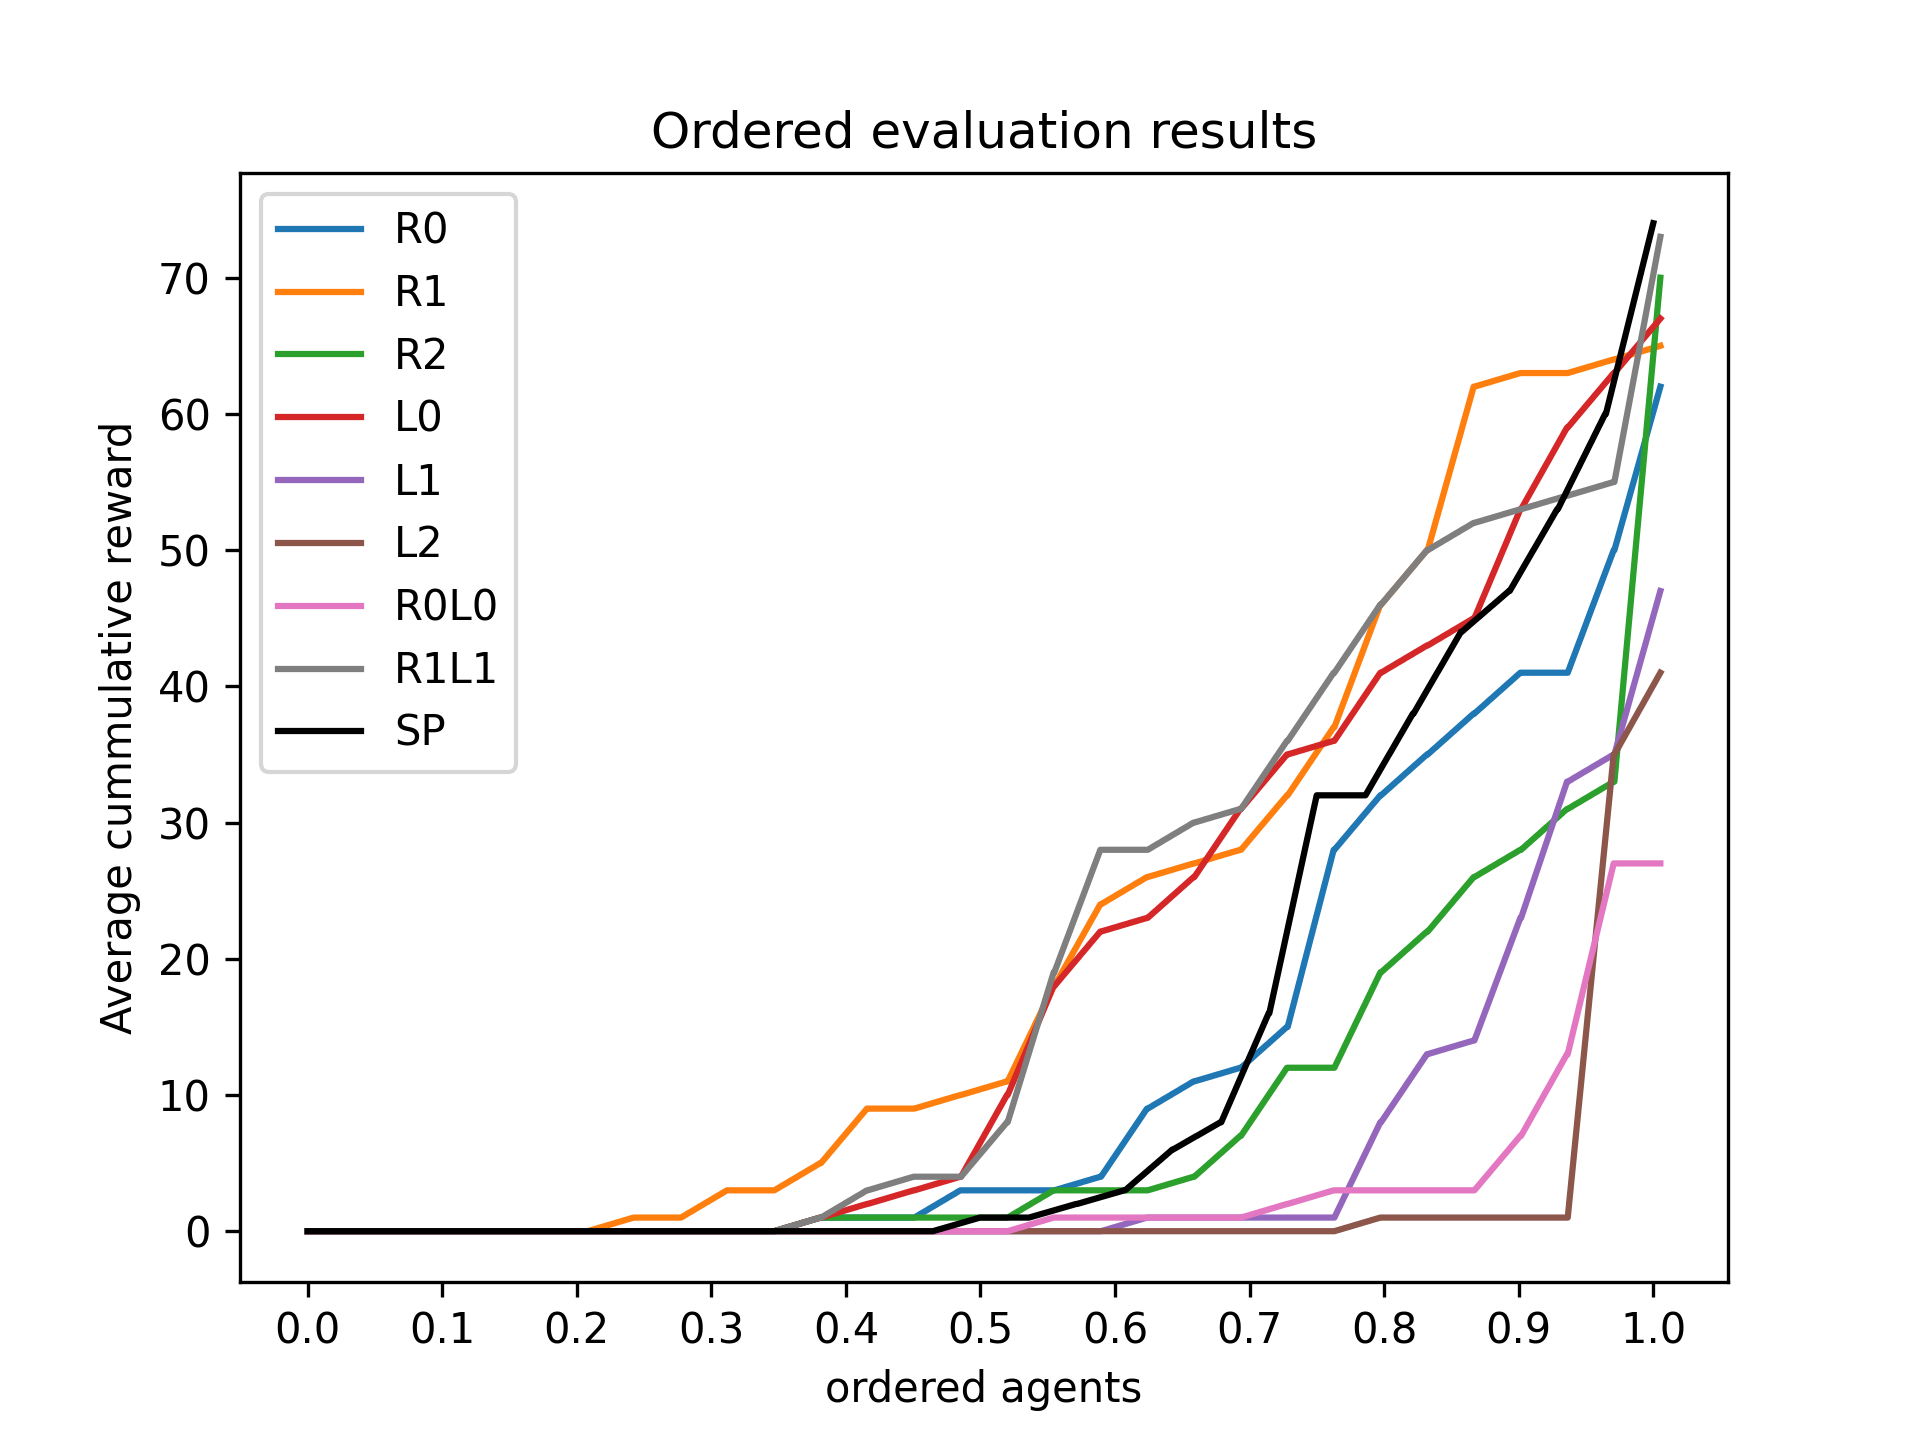 Ordered evaluation results
R0
R1
R2
L0
L1
L2
R0L0
R1L1
SP
Average cummulative reward
70
60
50
40
30
20
10
0
0.0 0.1 0.2 0.3 0.4 0.5 0.6 0.7 0.8 0.9 1.0
ordered agents